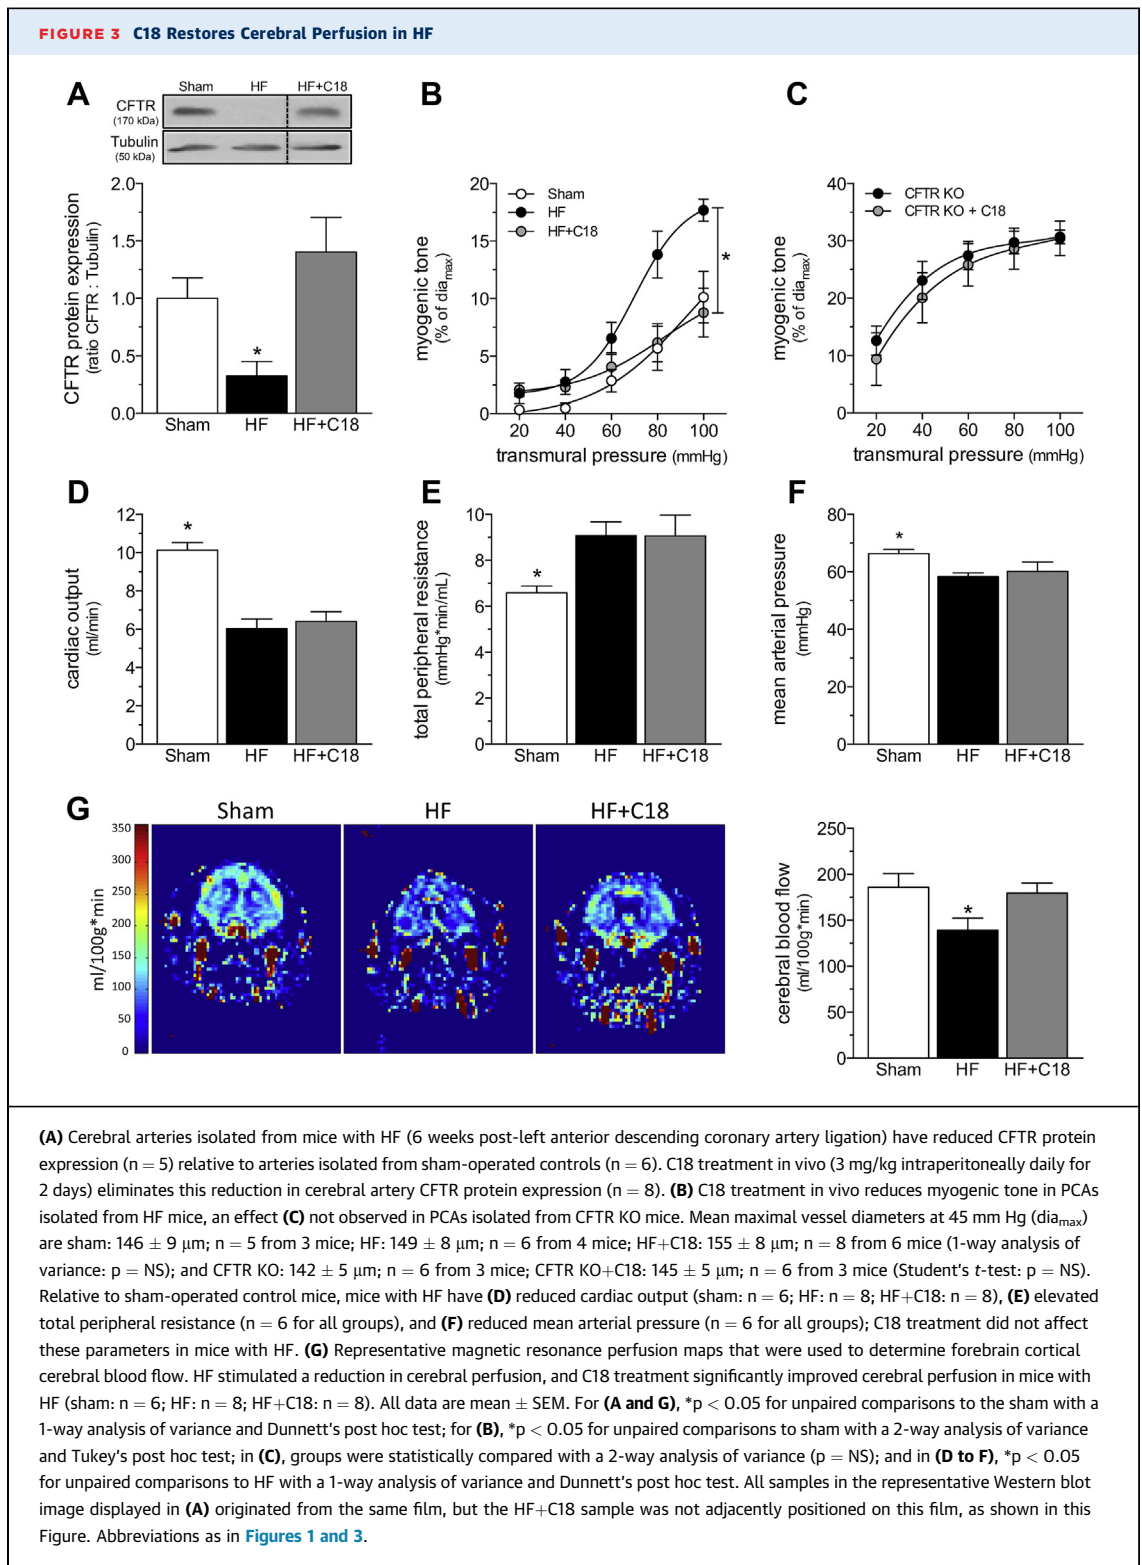 FIGURE 3 C18 Restores Cerebral Perfusion in HF
A
Sham HF HF+C18
CFTR
(170 kDa)
Tubulin
(50 kDa)
CFTR protein expression
(ratio CFTR : Tubulin)
2.0
1.5
1.0
0.5
0.0
*
Sham HF HF+C18
B
myogenic tone
(% of diamax)
20
15
10
5
0
Sham
HF
HF+C18
*
20 40 60 80 100
transmural pressure (mmHg)
C
myogenic tone
(% of diamax)
40
30
20
10
0
CFTR KO
CFTR KO + C18
20 40 60 80 100
transmural pressure (mmHg)
D
cardiac output
(ml/min)
12
10
8
6
4
2
0
*
Sham HF HF+C18
E
total peripheral resistance
(mmHg*min/mL)
10
8
6
4
2
0
*
Sham HF HF+C18
F
mean arterial pressure
(mmHg)
80
60
40
20
0
*
Sham HF HF+C18
G
Sham HF HF+C18
ml/100g*min
350
300
250
200
150
100
50
0
cerebral blood flow
(ml/100g*min)
250
200
150
100
50
0
*
Sham HF HF+C18
(A) Cerebral arteries isolated from mice with HF (6 weeks post-left anterior descending coronary artery ligation) have reduced CFTR protein
expression (n = 5) relative to arteries isolated from sham-operated controls (n = 6). C18 treatment in vivo (3 mg/kg intraperitoneally daily for
2 days) eliminates this reduction in cerebral artery CFTR protein expression (n = 8). (B) C18 treatment in vivo reduces myogenic tone in PCAs
isolated from HF mice, an effect (C) not observed in PCAs isolated from CFTR KO mice. Mean maximal vessel diameters at 45 mm Hg (diamax)
are sham: 146 ± 9 μm; n = 5 from 3 mice; HF: 149 ± 8 μm; n = 6 from 4 mice; HF+C18: 155 ± 8 μm; n = 8 from 6 mice (1-way analysis of
variance: p = NS); and CFTR KO: 142 ± 5 μm; n = 6 from 3 mice; CFTR KO+C18: 145 ± 5 μm; n = 6 from 3 mice (Student's t-test: p = NS).
Relative to sham-operated control mice, mice with HF have (D) reduced cardiac output (sham: n = 6; HF: n = 8; HF+C18: n = 8), (E) elevated
total peripheral resistance (n = 6 for all groups), and (F) reduced mean arterial pressure (n = 6 for all groups); C18 treatment did not affect
these parameters in mice with HF. (G) Representative magnetic resonance perfusion maps that were used to determine forebrain cortical
cerebral blood flow. HF stimulated a reduction in cerebral perfusion, and C18 treatment significantly improved cerebral perfusion in mice with
HF (sham: n = 6; HF: n = 8; HF+C18: n = 8). All data are mean ± SEM. For (A and G), *p < 0.05 for unpaired comparisons to the sham with a
1-way analysis of variance and Dunnett's post hoc test; for (B), *p < 0.05 for unpaired comparisons to sham with a 2-way analysis of variance
and Tukey's post hoc test; in (C), groups were statistically compared with a 2-way analysis of variance (p = NS); and in (D to F), *p < 0.05
for unpaired comparisons to HF with a 1-way analysis of variance and Dunnett's post hoc test. All samples in the representative Western blot
image displayed in (A) originated from the same film, but the HF+C18 sample was not adjacently positioned on this film, as shown in this
Figure. Abbreviations as in Figures 1 and 3.